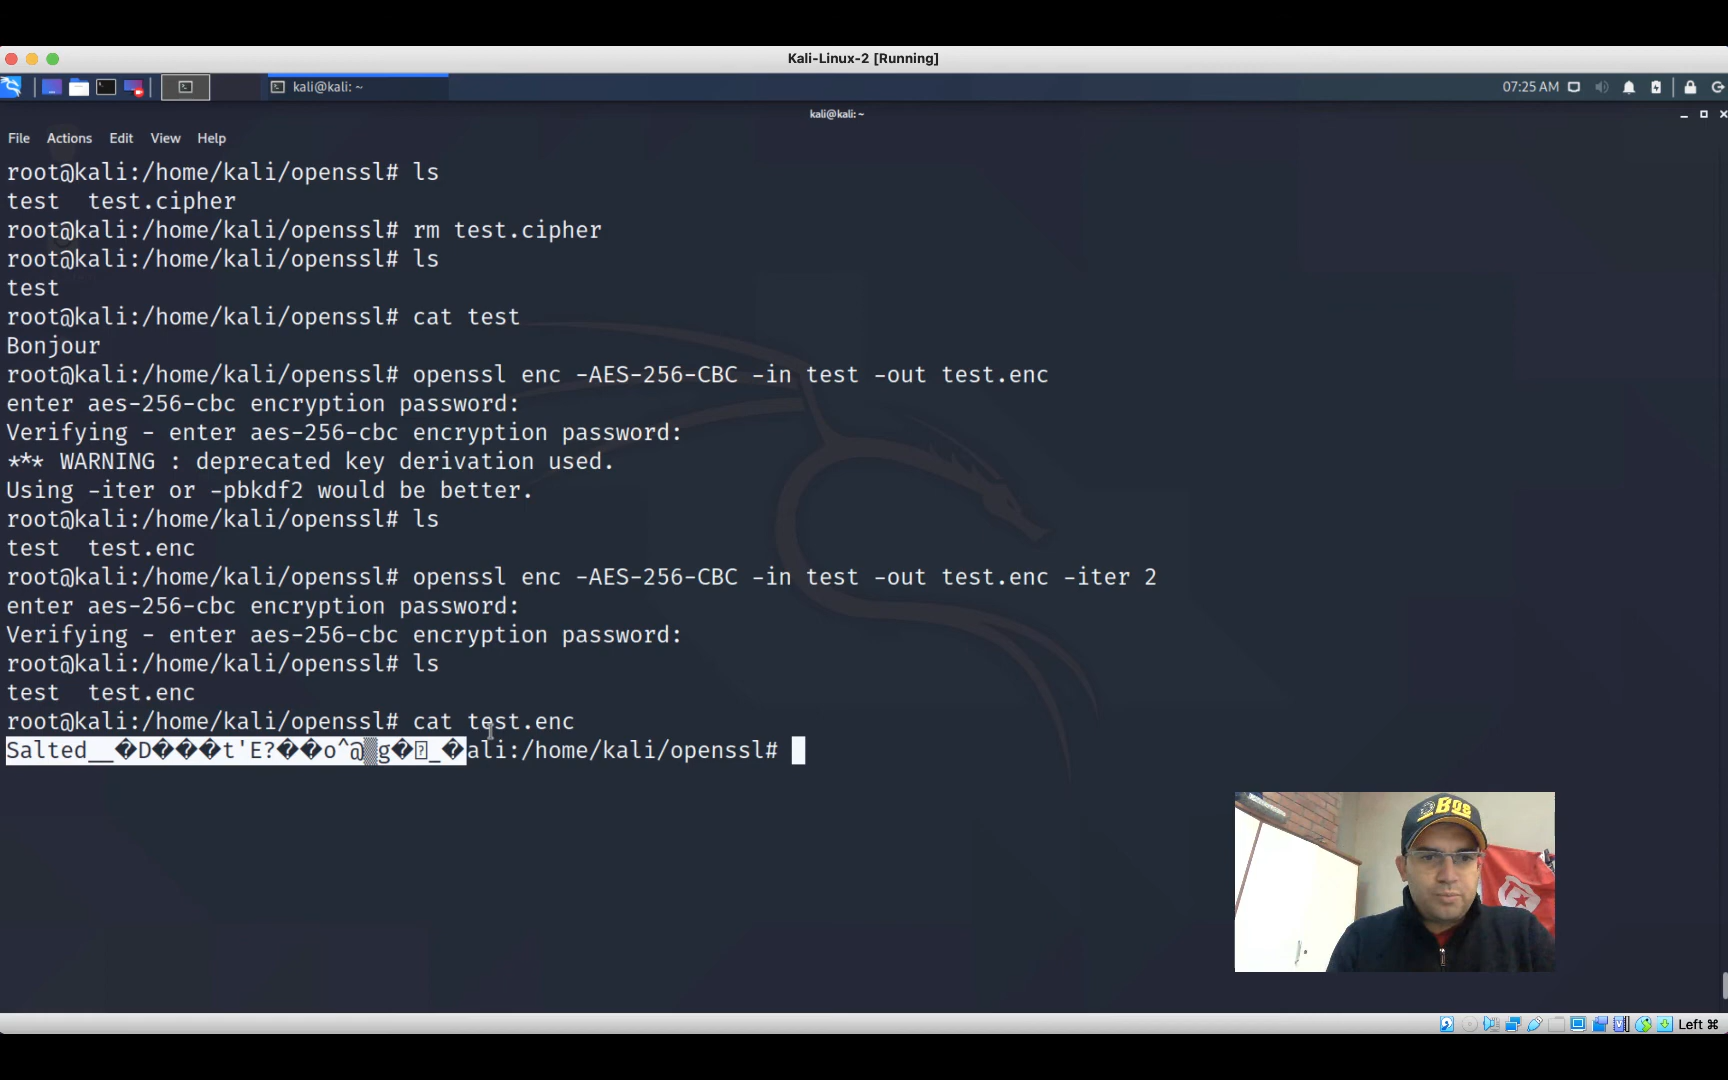 Kali-Linux-2 [Running]
kali@kali: ~
07:25 AM
kali@kali: ~
File Actions Edit View Help
root@kali:/home/kali/openssl# ls
test  test.cipher
root@kali:/home/kali/openssl# rm test.cipher
root@kali:/home/kali/openssl# ls
test
root@kali:/home/kali/openssl# cat test
Bonjour
root@kali:/home/kali/openssl# openssl enc -AES-256-CBC -in test -out test.enc
enter aes-256-cbc encryption password:
Verifying - enter aes-256-cbc encryption password:
*** WARNING : deprecated key derivation used.
Using -iter or -pbkdf2 would be better.
root@kali:/home/kali/openssl# ls
test  test.enc
root@kali:/home/kali/openssl# openssl enc -AES-256-CBC -in test -out test.enc -iter 2
enter aes-256-cbc encryption password:
Verifying - enter aes-256-cbc encryption password:
root@kali:/home/kali/openssl# ls
test  test.enc
root@kali:/home/kali/openssl# cat test.enc
Salted__�D���t'E?��o^@▒g��_�ali:/home/kali/openssl#
Left ⌘